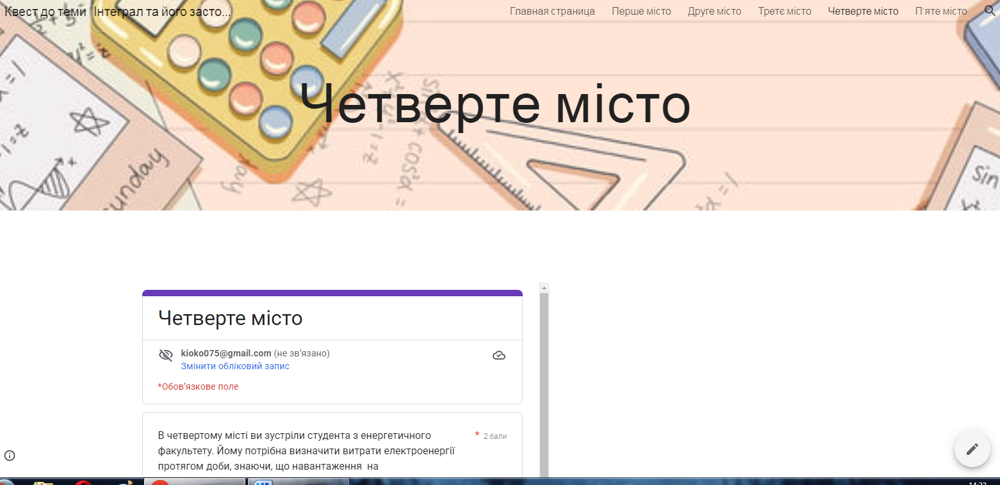 Квест до теми "Інтеграл та його засто...
Главная страница Перше місто Друге місто Третє місто Четверте місто П'яте місто
Четверте місто
unday
Sin
Четверте місто
kioko075@gmail.com (не зв’язано)
Змінити обліковий запис
*Обов’язкове поле
В четвертому місті ви зустріли студента з енергетичного * 2 бали
факультету. Йому потрібна визначити витрати електроенергії
протягом доби, знаючи, що навантаження на